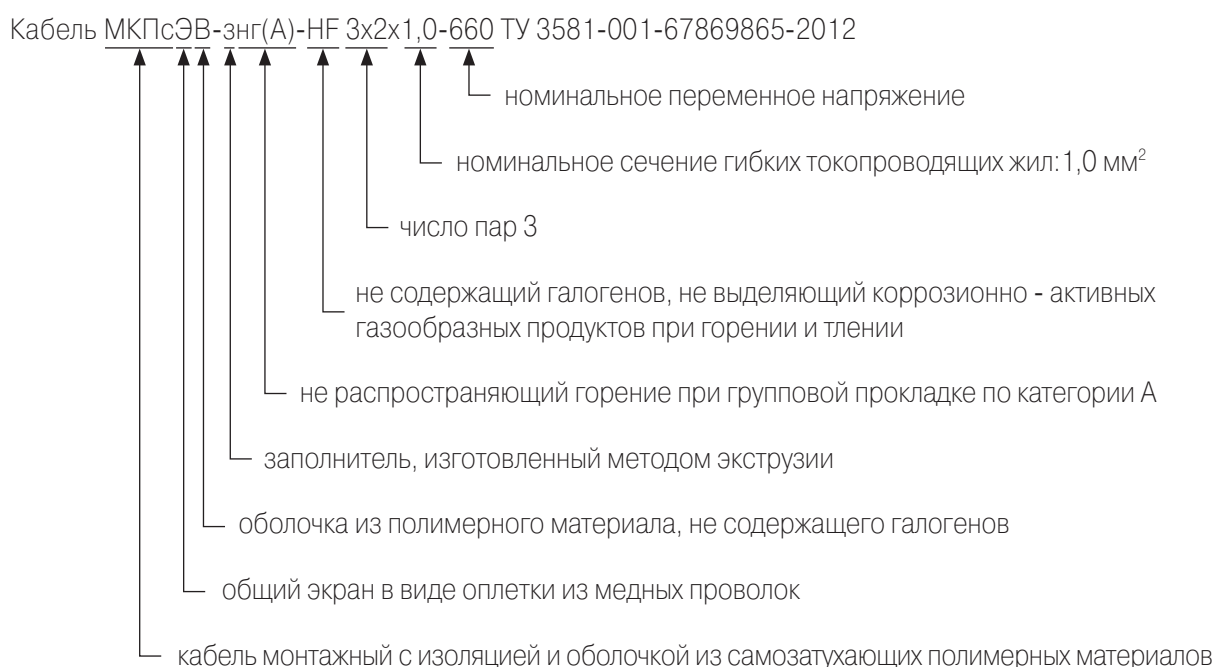 Кабель МКПсЭВ-знг(А)-HF 3х2х1,0-660 ТУ 3581-001-67869865-2012
номинальное переменное напряжение
номинальное сечение гибких токопроводящих жил:1,0 мм²
число пар 3
не содержащий галогенов, не выделяющий коррозионно - активных
газообразных продуктов при горении и тлении
не распространяющий горение при групповой прокладке по категории А
заполнитель, изготовленный методом экструзии
оболочка из полимерного материала, не содержащего галогенов
общий экран в виде оплетки из медных проволок
кабель монтажный с изоляцией и оболочкой из самозатухающих полимерных материалов